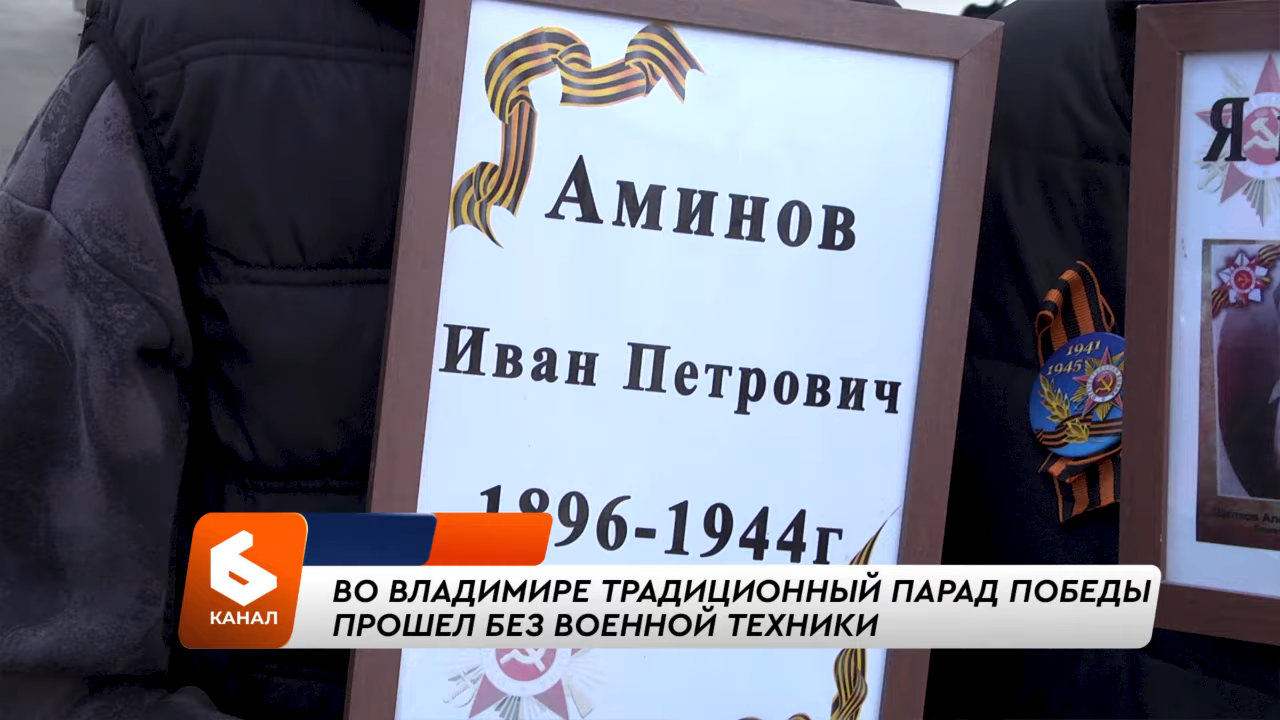 Аминов
Иван Петрович
1896-1944г
Я
1941
1945
6
КАНАЛ
ВО ВЛАДИМИРЕ ТРАДИЦИОННЫЙ ПАРАД ПОБЕДЫ
ПРОШЕЛ БЕЗ ВОЕННОЙ ТЕХНИКИ